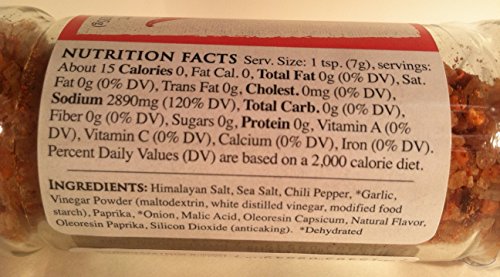 NUTRITION FACTS Serv. Size: 1 tsp. (7g), servings:
About 15 Calories 0, Fat Cal. 0, Total Fat 0g (0% DV), Sat.
Fat 0g (0% DV), Trans Fat 0g, Cholest. 0mg (0% DV),
Sodium 2890mg (120% DV), Total Carb. 0g (0% DV),
Fiber 0g (0% DV), Sugars 0g, Protein 0g, Vitamin A (0%
DV), Vitamin C (0% DV), Calcium (0% DV), Iron (0% DV).
Percent Daily Values (DV) are based on a 2,000 calorie diet.
INGREDIENTS: Himalayan Salt, Sea Salt, Chili Pepper, *Garlic,
Vinegar Powder (maltodextrin, white distilled vinegar, modified food
starch), Paprika, *Onion, Malic Acid, Oleoresin Capsicum, Natural Flavor,
Oleoresin Paprika, Silicon Dioxide (anticaking). *Dehydrated